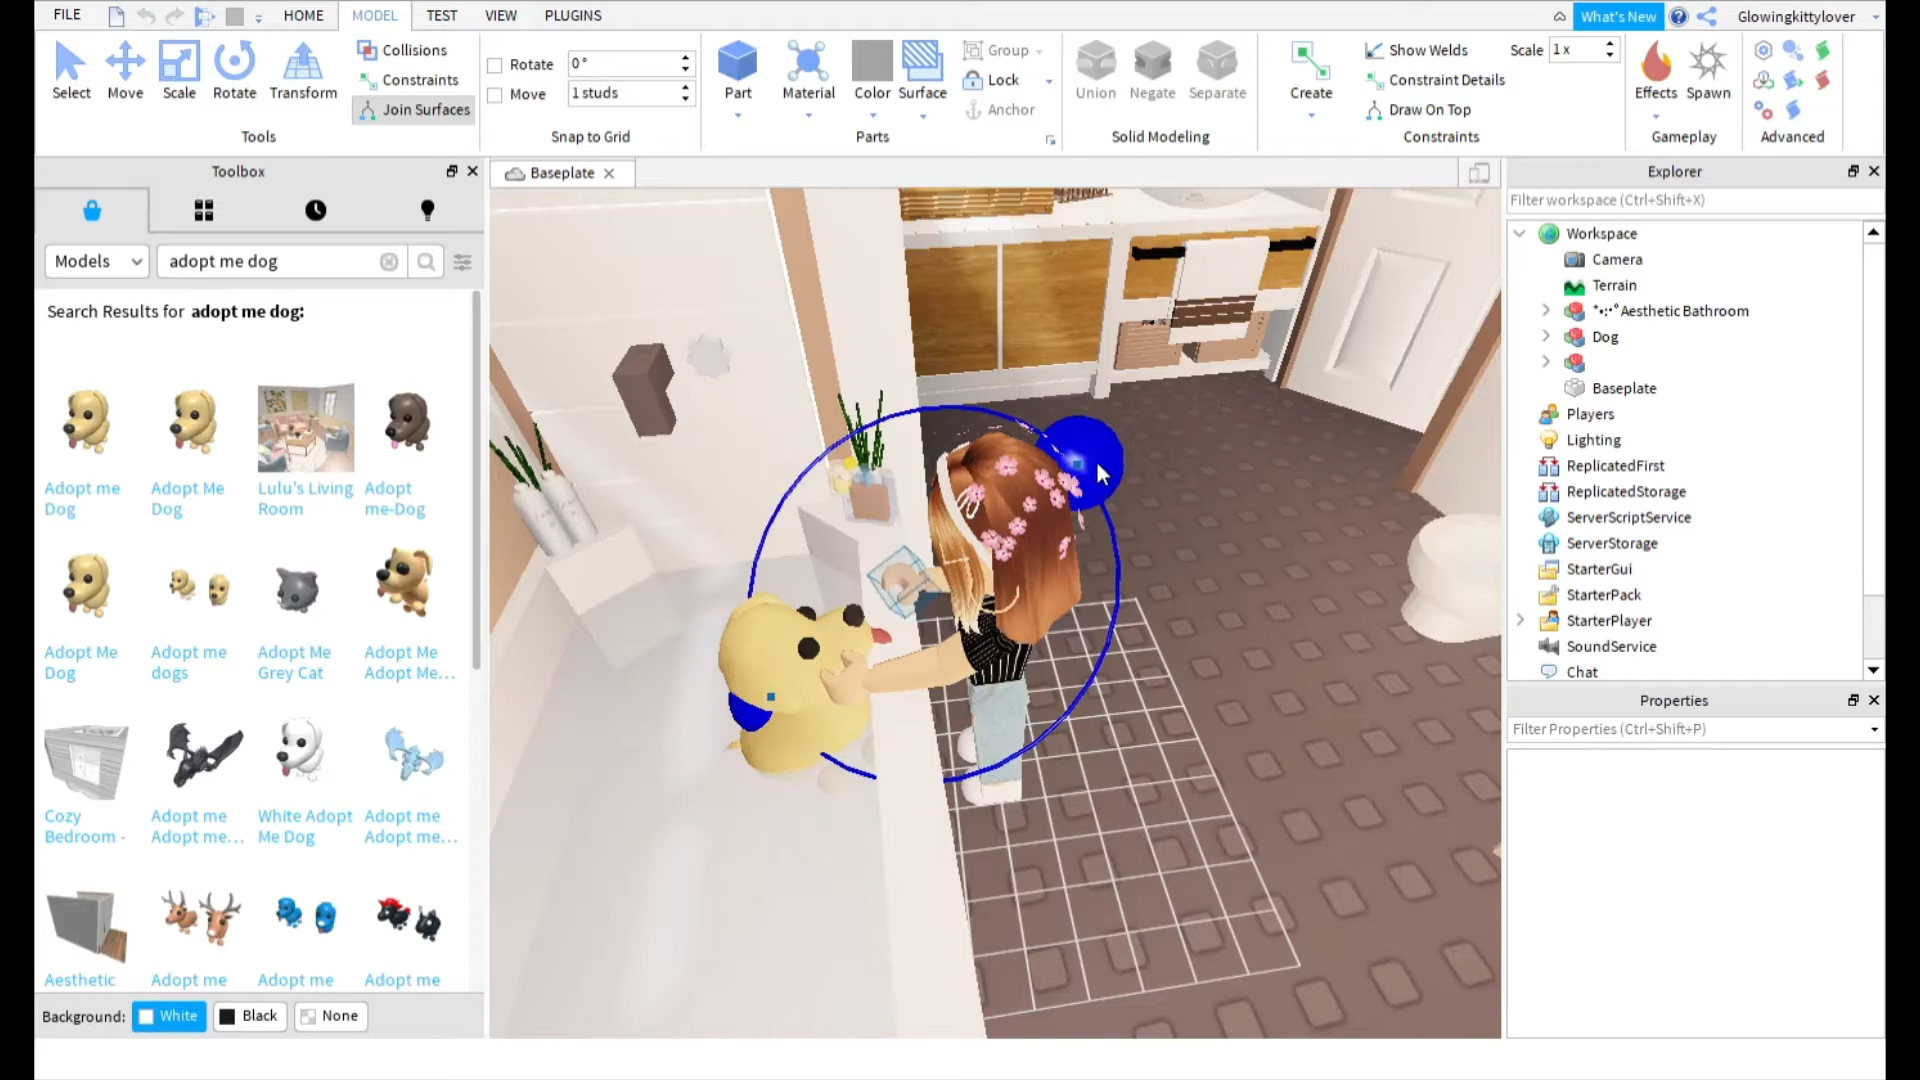 FILE HOME MODEL TEST VIEW PLUGINS What's New Glowingkittylover
Select Move Scale Rotate Transform
Collisions
Constraints
Join Surfaces
Tools
Rotate 0°
Move 1 studs
Snap to Grid
Part Material Color Surface
Group
Lock
Anchor
Parts
Union Negate Separate
Solid Modeling
Create
Show Welds Scale 1 x
Constraint Details
Draw On Top
Constraints
Effects Spawn
Gameplay
Advanced
Toolbox
Models adopt me dog
Search Results for adopt me dog:
Adopt me Dog
Adopt Me Dog
Lulu's Living Room
Adopt me-Dog
Adopt Me Dog
Adopt me dogs
Adopt Me Grey Cat
Adopt Me Adopt Me...
Cozy Bedroom -
Adopt me Adopt me...
White Adopt Me Dog
Adopt me Adopt me...
Aesthetic
Adopt me
Adopt me
Adopt me
Background: White Black None
Baseplate
Explorer
Filter workspace (Ctrl+Shift+X)
Workspace
Camera
Terrain
*•:•°Aesthetic Bathroom
Dog
Baseplate
Players
Lighting
ReplicatedFirst
ReplicatedStorage
ServerScriptService
ServerStorage
StarterGui
StarterPack
StarterPlayer
SoundService
Chat
Properties
Filter Properties (Ctrl+Shift+P)